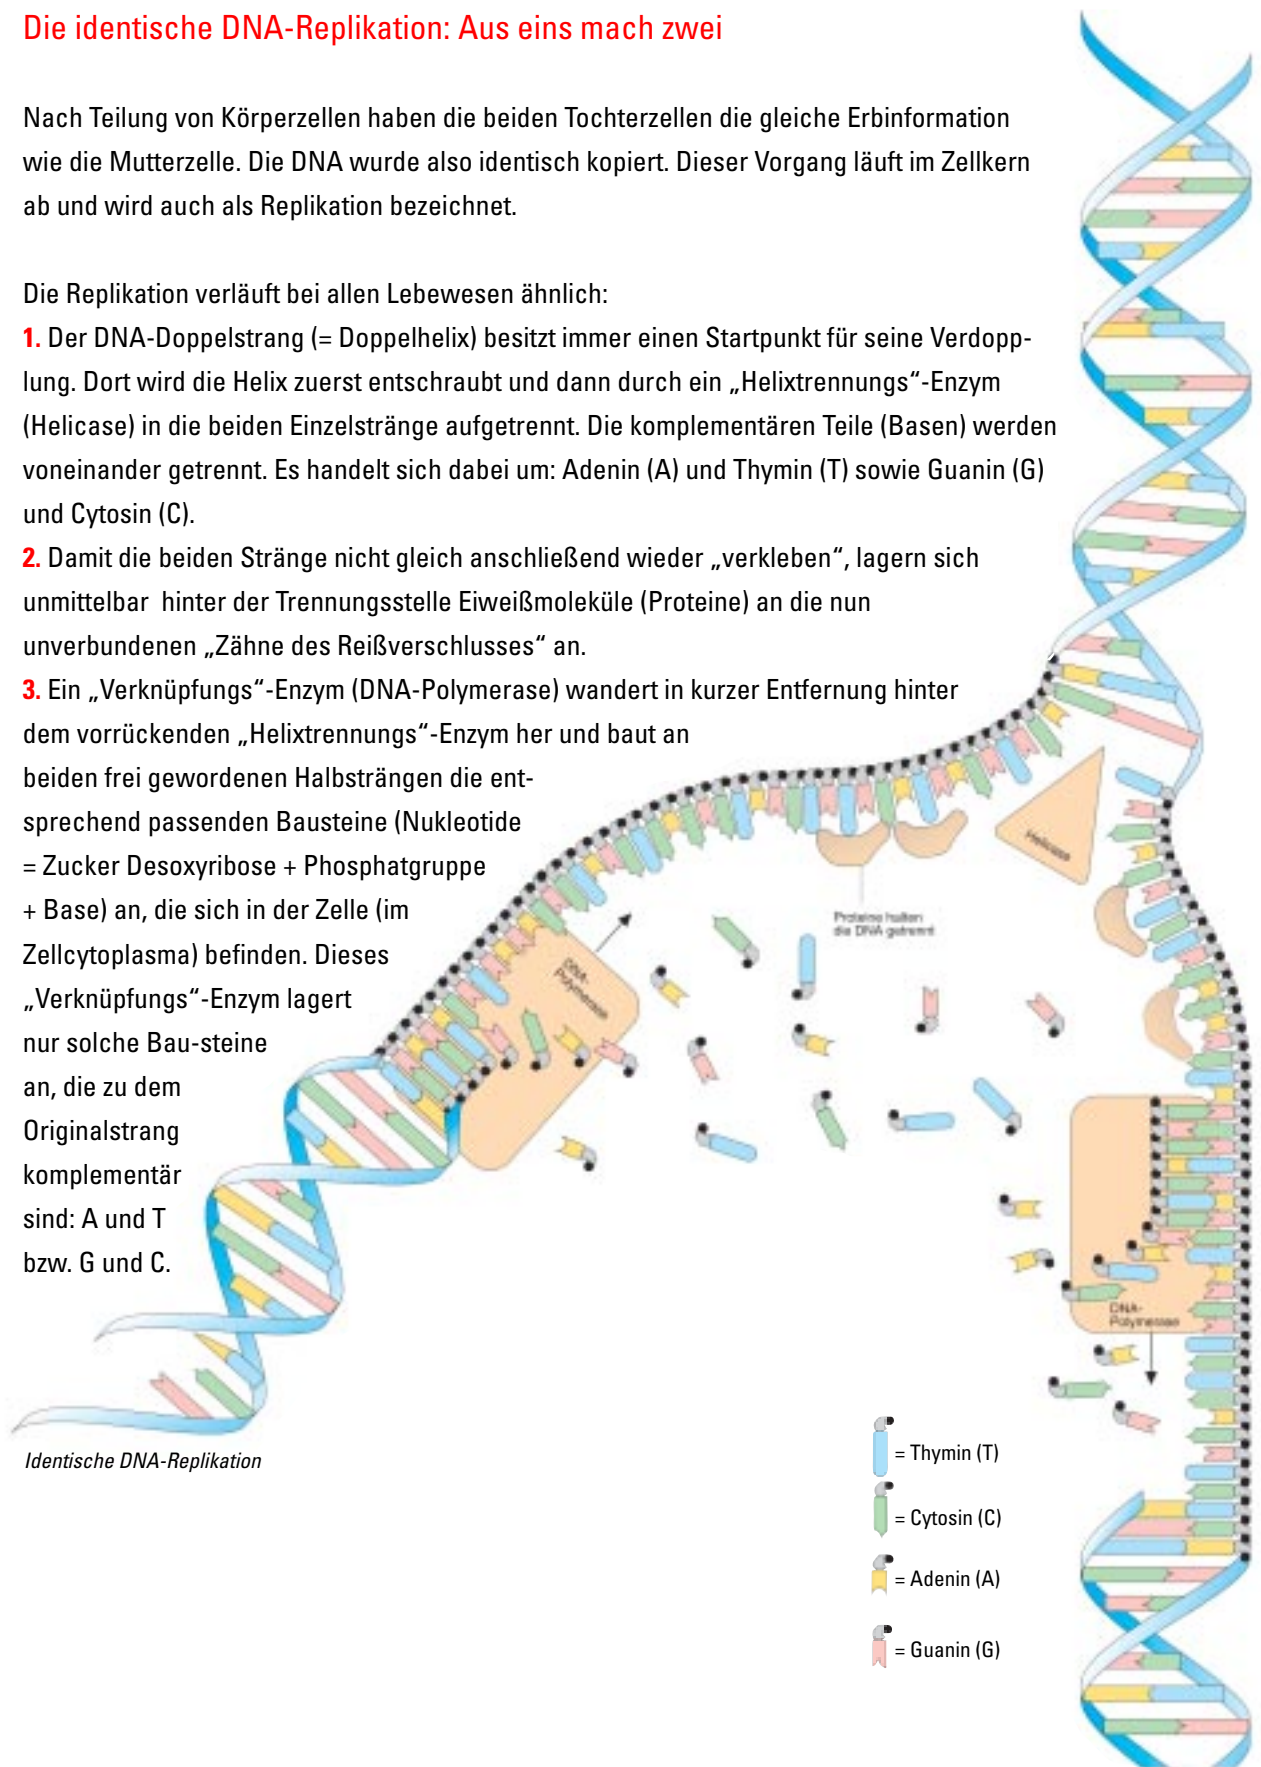 Die identische DNA-Replikation: Aus eins mach zwei
Nach Teilung von Körperzellen haben die beiden Tochterzellen die gleiche Erbinformation
wie die Mutterzelle. Die DNA wurde also identisch kopiert. Dieser Vorgang läuft im Zellkern
ab und wird auch als Replikation bezeichnet.
Die Replikation verläuft bei allen Lebewesen ähnlich:
1. Der DNA-Doppelstrang (= Doppelhelix) besitzt immer einen Startpunkt für seine Verdopp-
lung. Dort wird die Helix zuerst entschraubt und dann durch ein „Helixtrennungs“-Enzym
(Helicase) in die beiden Einzelstränge aufgetrennt. Die komplementären Teile (Basen) werden
voneinander getrennt. Es handelt sich dabei um: Adenin (A) und Thymin (T) sowie Guanin (G)
und Cytosin (C).
2. Damit die beiden Stränge nicht gleich anschließend wieder „verkleben“, lagern sich
unmittelbar hinter der Trennungsstelle Eiweißmoleküle (Proteine) an die nun
unverbundenen „Zähne des Reißverschlusses“ an.
3. Ein „Verknüpfungs“-Enzym (DNA-Polymerase) wandert in kurzer Entfernung hinter
dem vorrückenden „Helixtrennungs“-Enzym her und baut an
beiden frei gewordenen Halbsträngen die ent-
sprechend passenden Bausteine (Nukleotide
= Zucker Desoxyribose + Phosphatgruppe
+ Base) an, die sich in der Zelle (im
Zellcytoplasma) befinden. Dieses
„Verknüpfungs“-Enzym lagert
nur solche Bau-steine
an, die zu dem
Originalstrang
komplementär
sind: A und T
bzw. G und C.
Helicase
Proteine halten
die DNA getrennt
DNA-
Polymerase
DNA-
Polymerase
Identische DNA-Replikation
= Thymin (T)
= Cytosin (C)
= Adenin (A)
= Guanin (G)